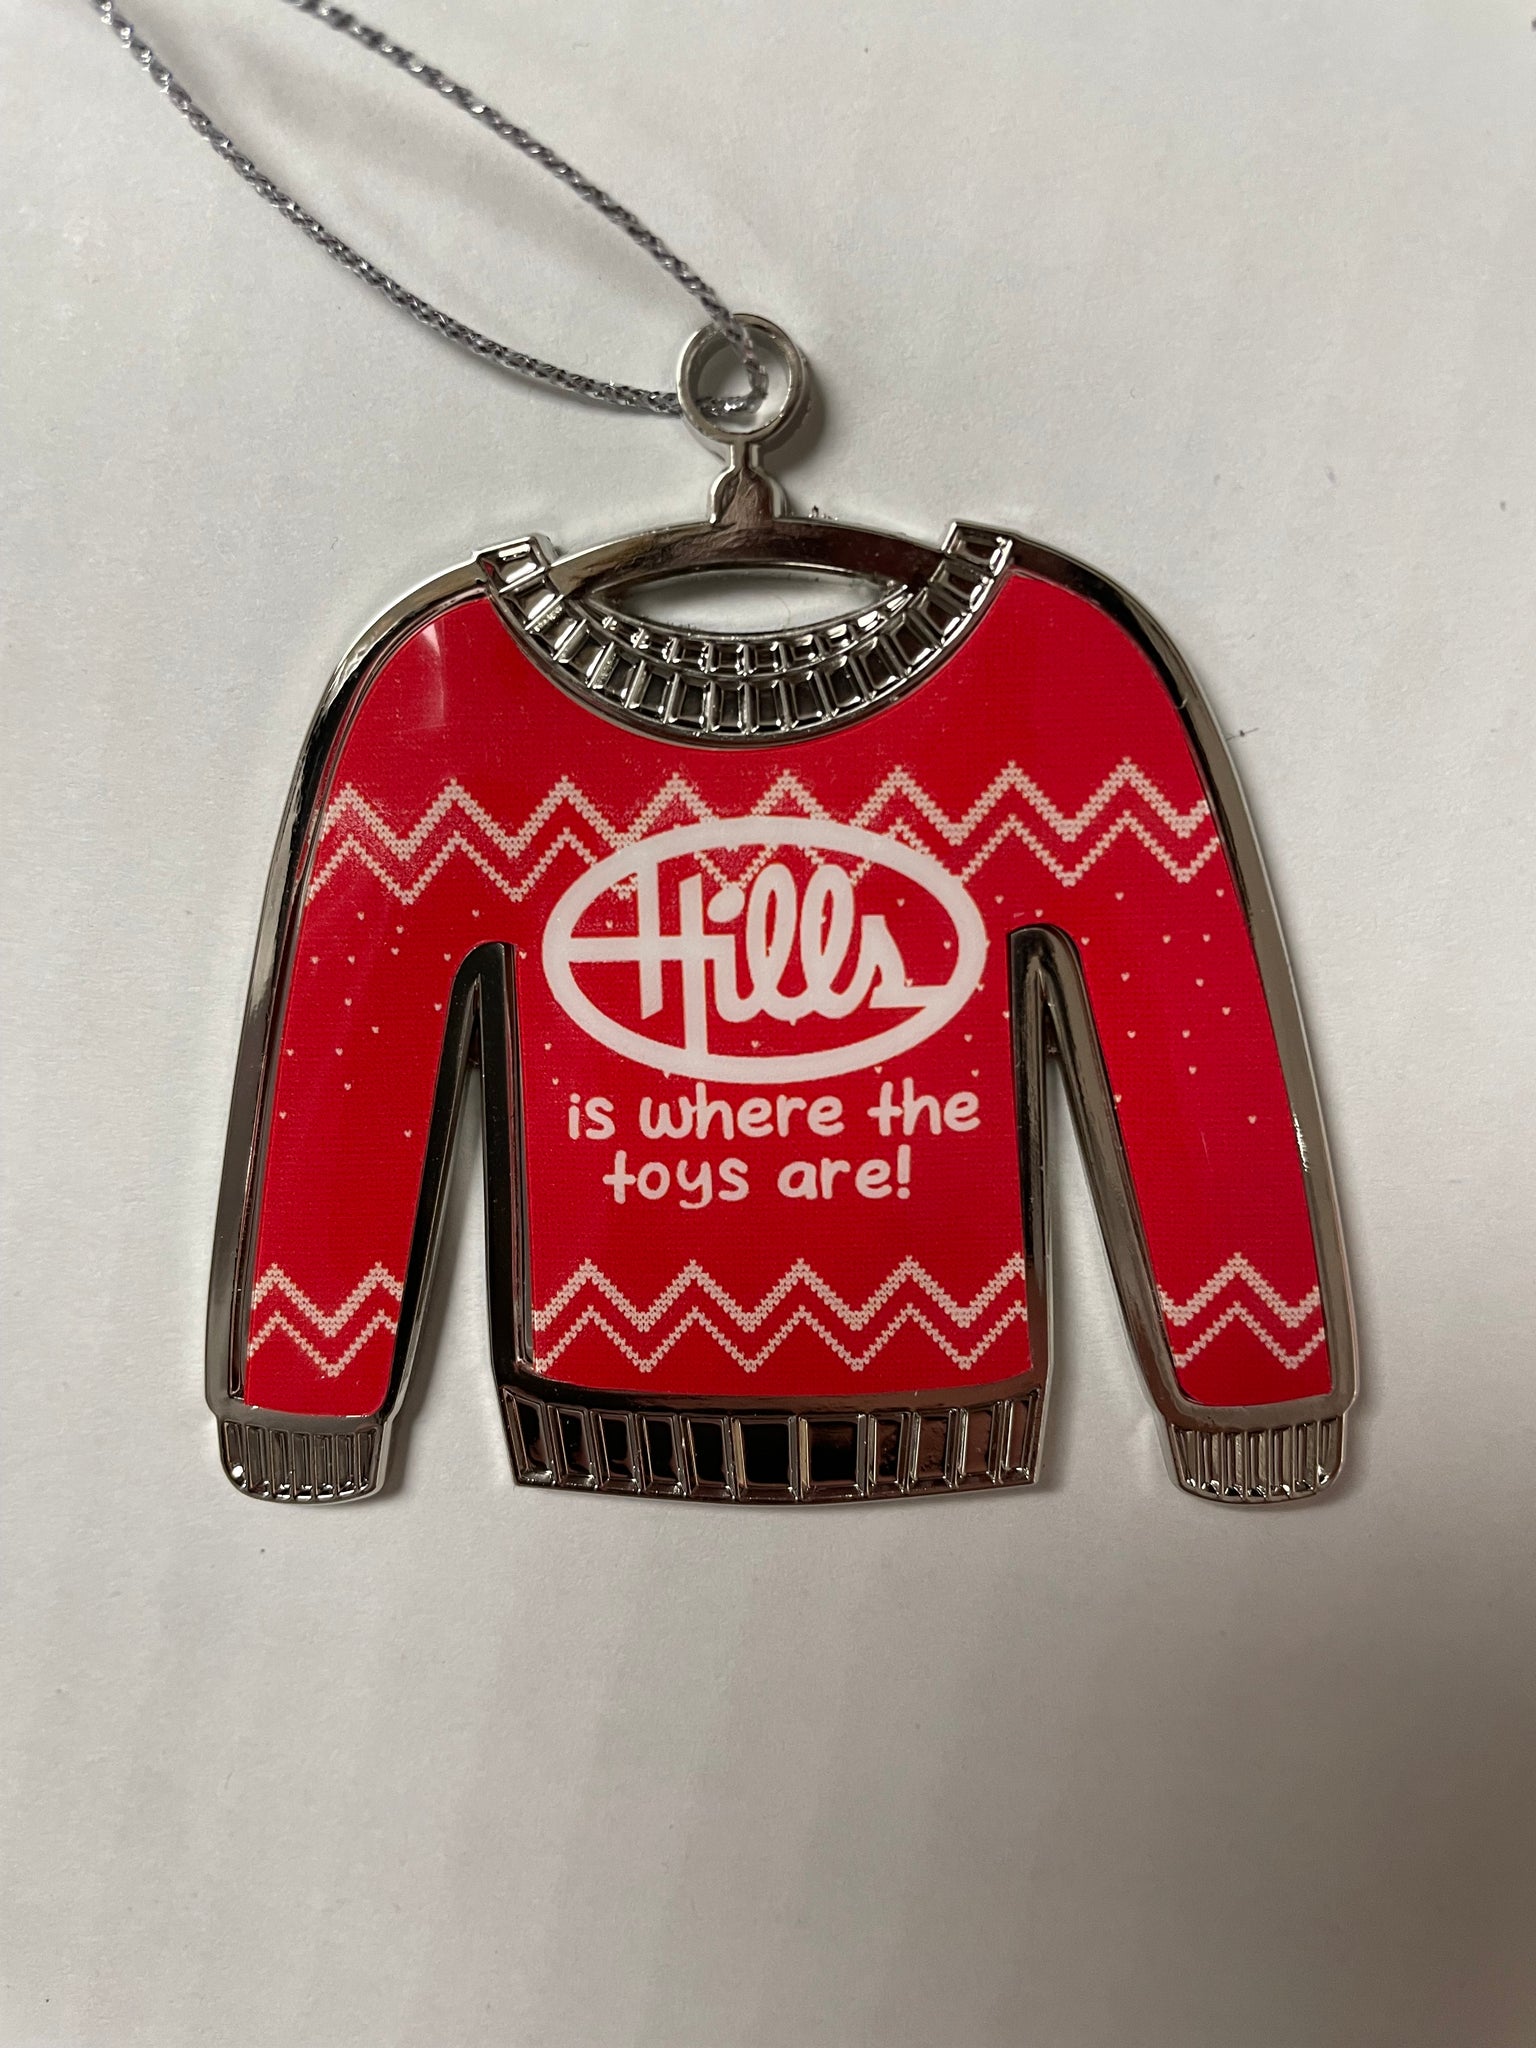 Hills
is where the
toys are!